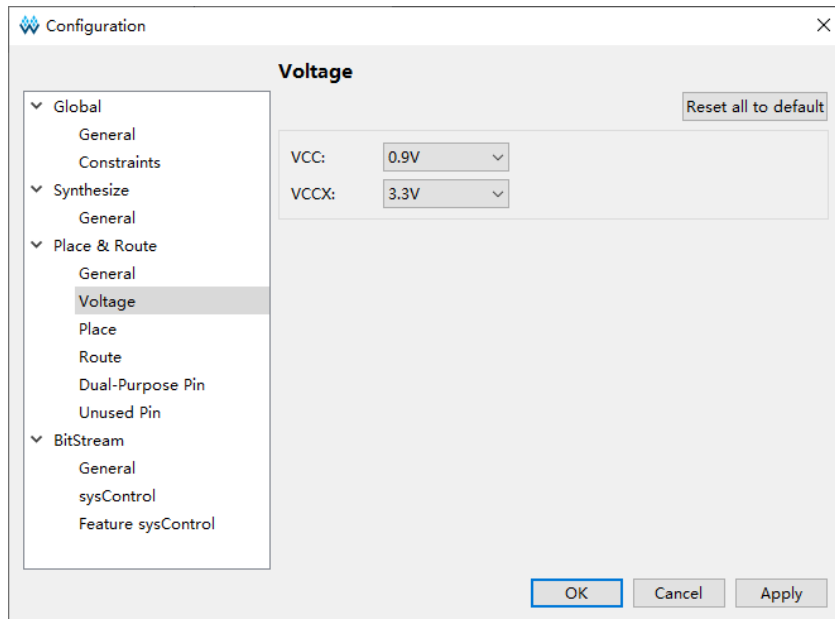 Configuration
Voltage
Reset all to default
Global
General
Constraints
Synthesize
General
Place & Route
General
Voltage
Place
Route
Dual-Purpose Pin
Unused Pin
BitStream
General
sysControl
Feature sysControl
VCC: 0.9V
VCCX: 3.3V
OK Cancel Apply